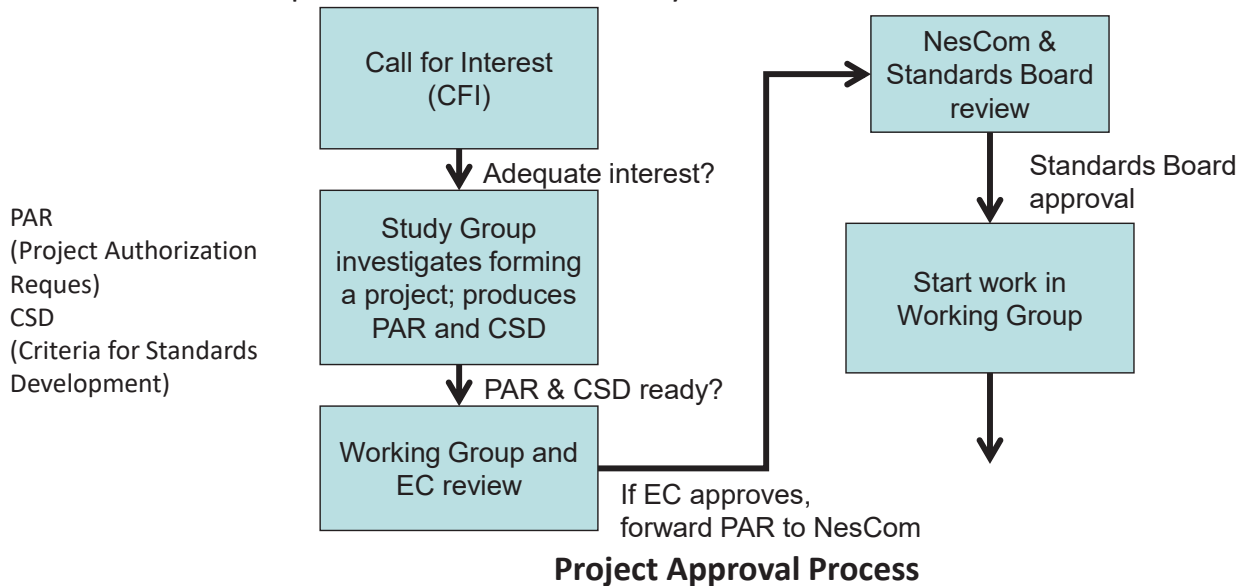 Call for Interest
(CFI)
Adequate interest?
PAR
(Project Authorization
Reques)
CSD
(Criteria for Standards
Development)
Study Group
investigates forming
a project; produces
PAR and CSD
PAR & CSD ready?
Working Group and
EC review
If EC approves,
forward PAR to NesCom
NesCom &
Standards Board
review
Standards Board
approval
Start work in
Working Group
Project Approval Process